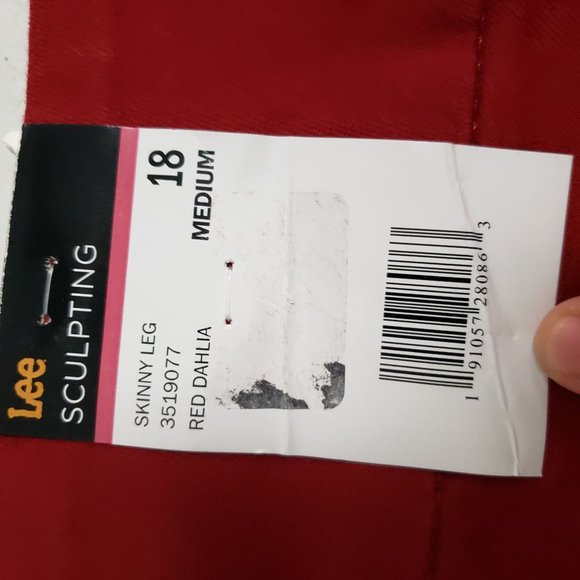 Lee
SCULPTING
SKINNY LEG
3519077
RED DAHLIA
18
MEDIUM
1 91057 28086 3